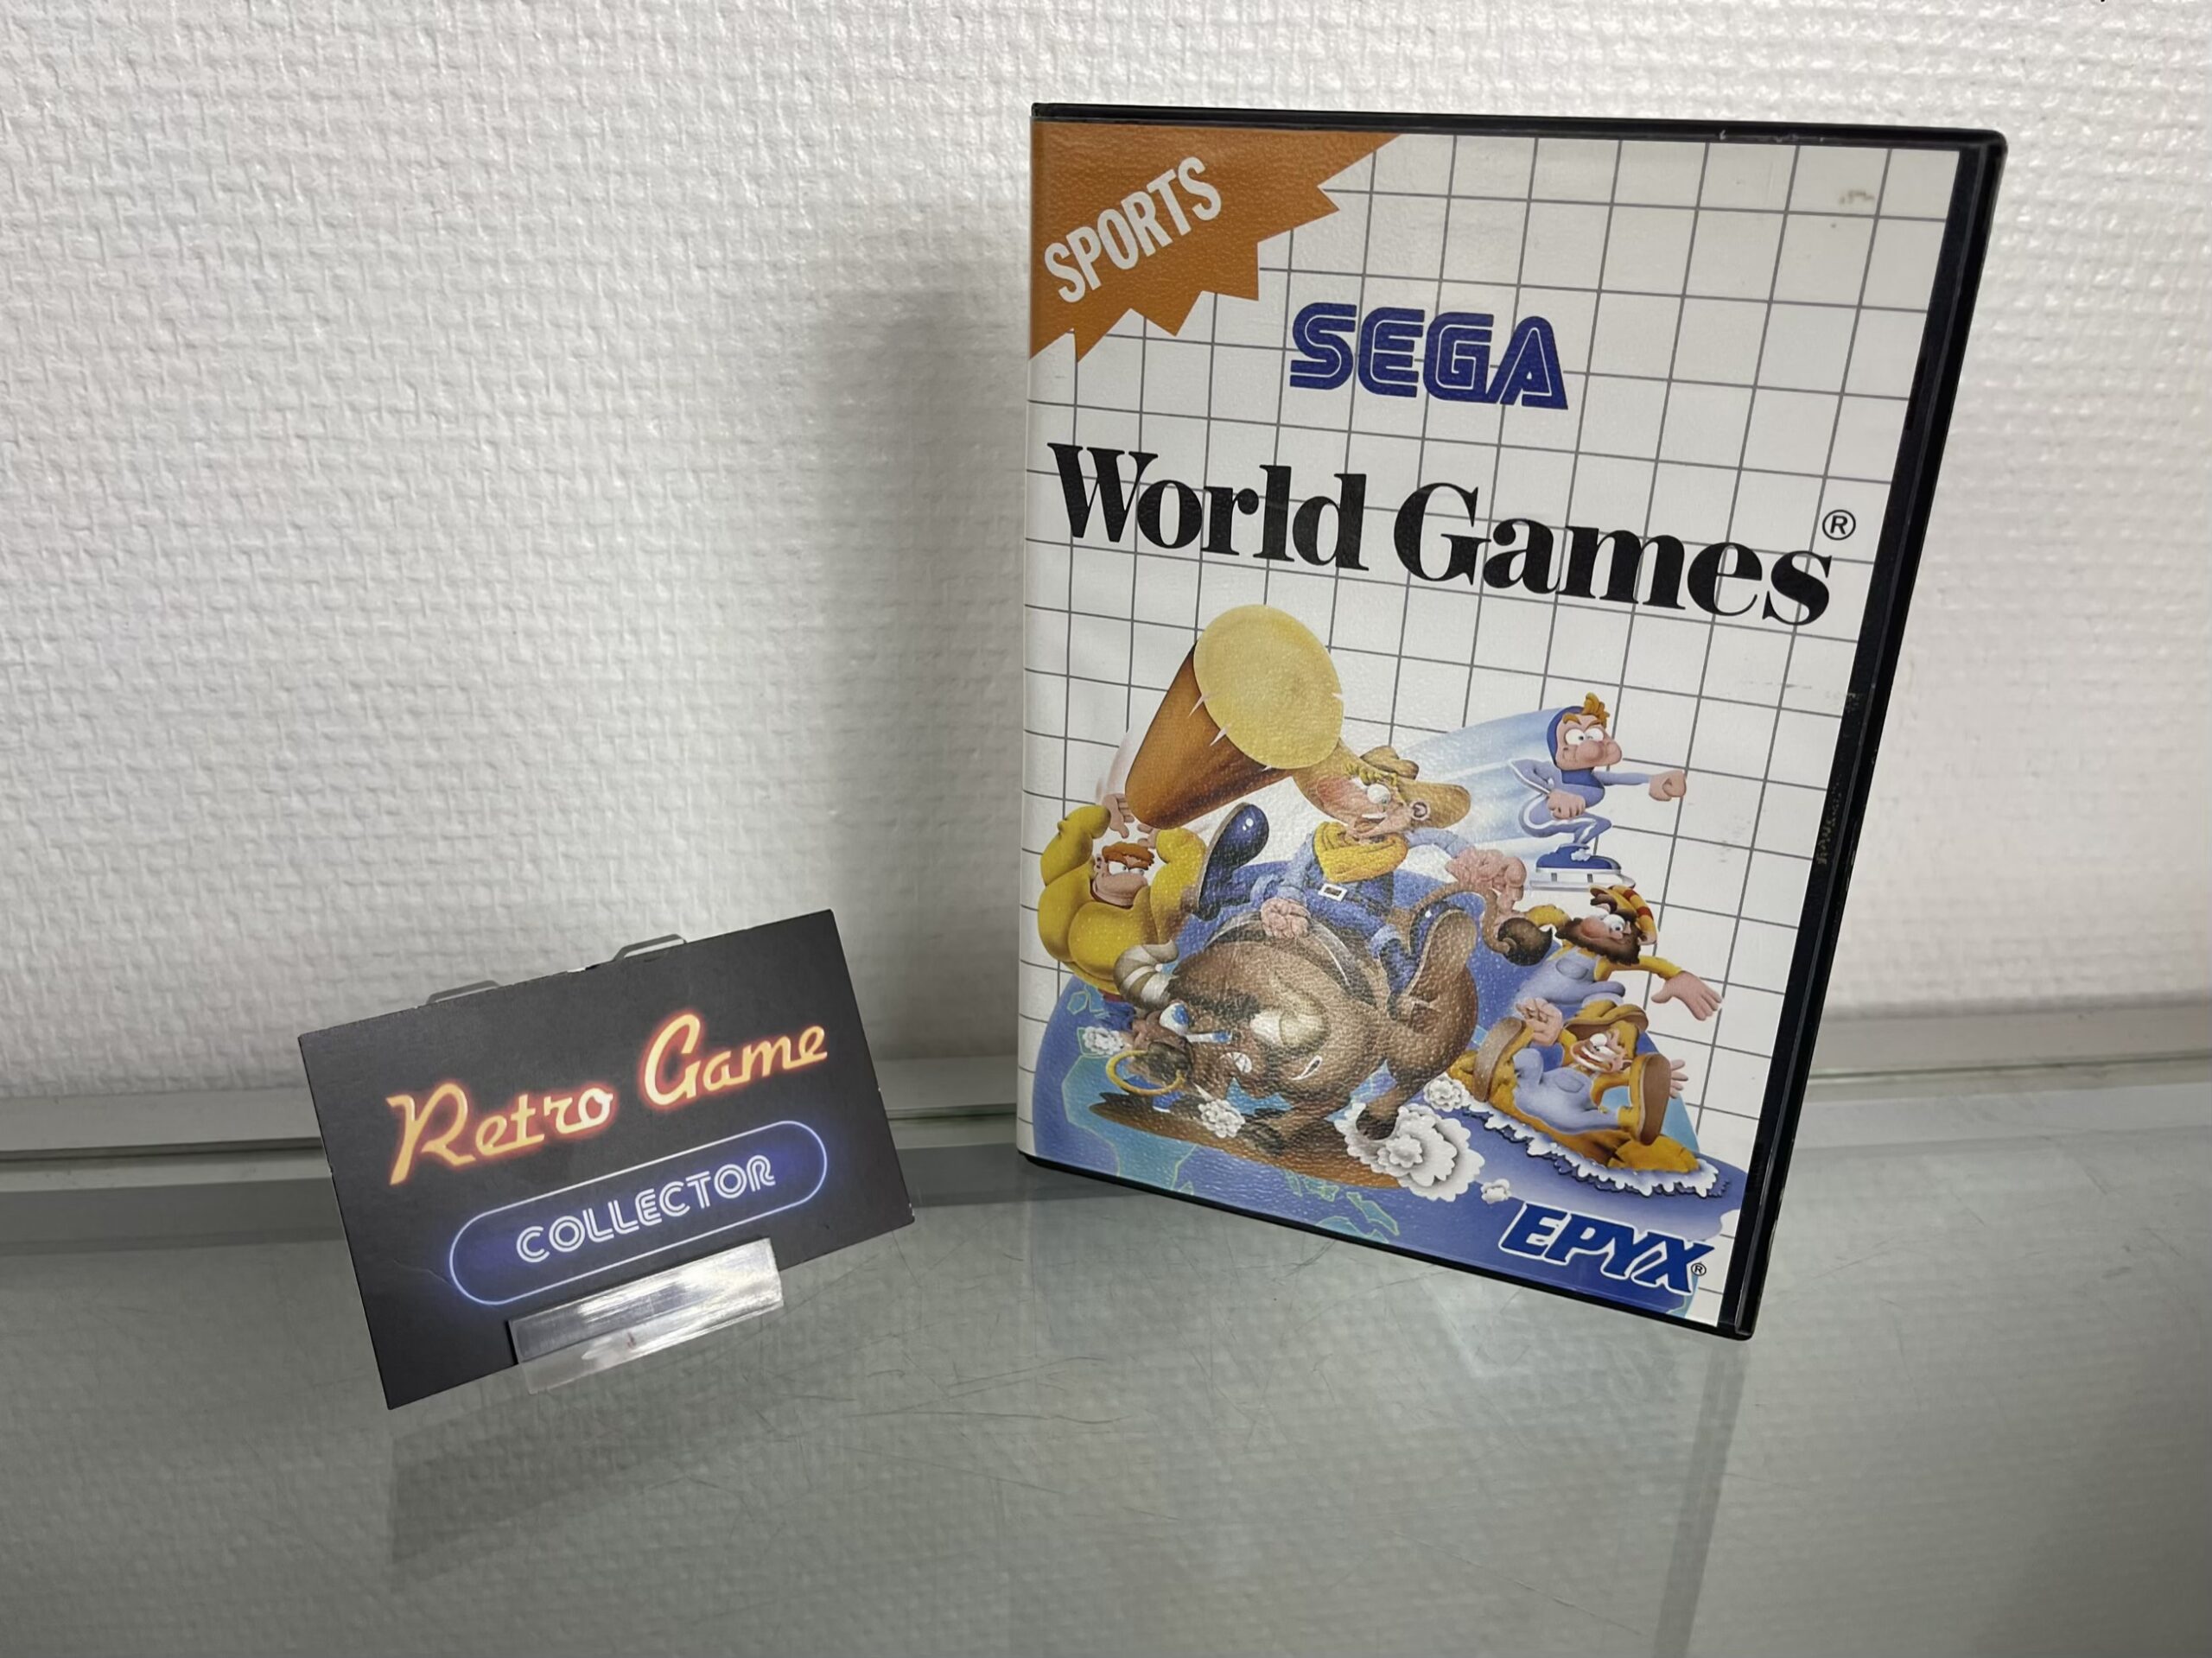 SPORTS
SEGA
World Games®
EPYX®
Retro Game
COLLECTOR